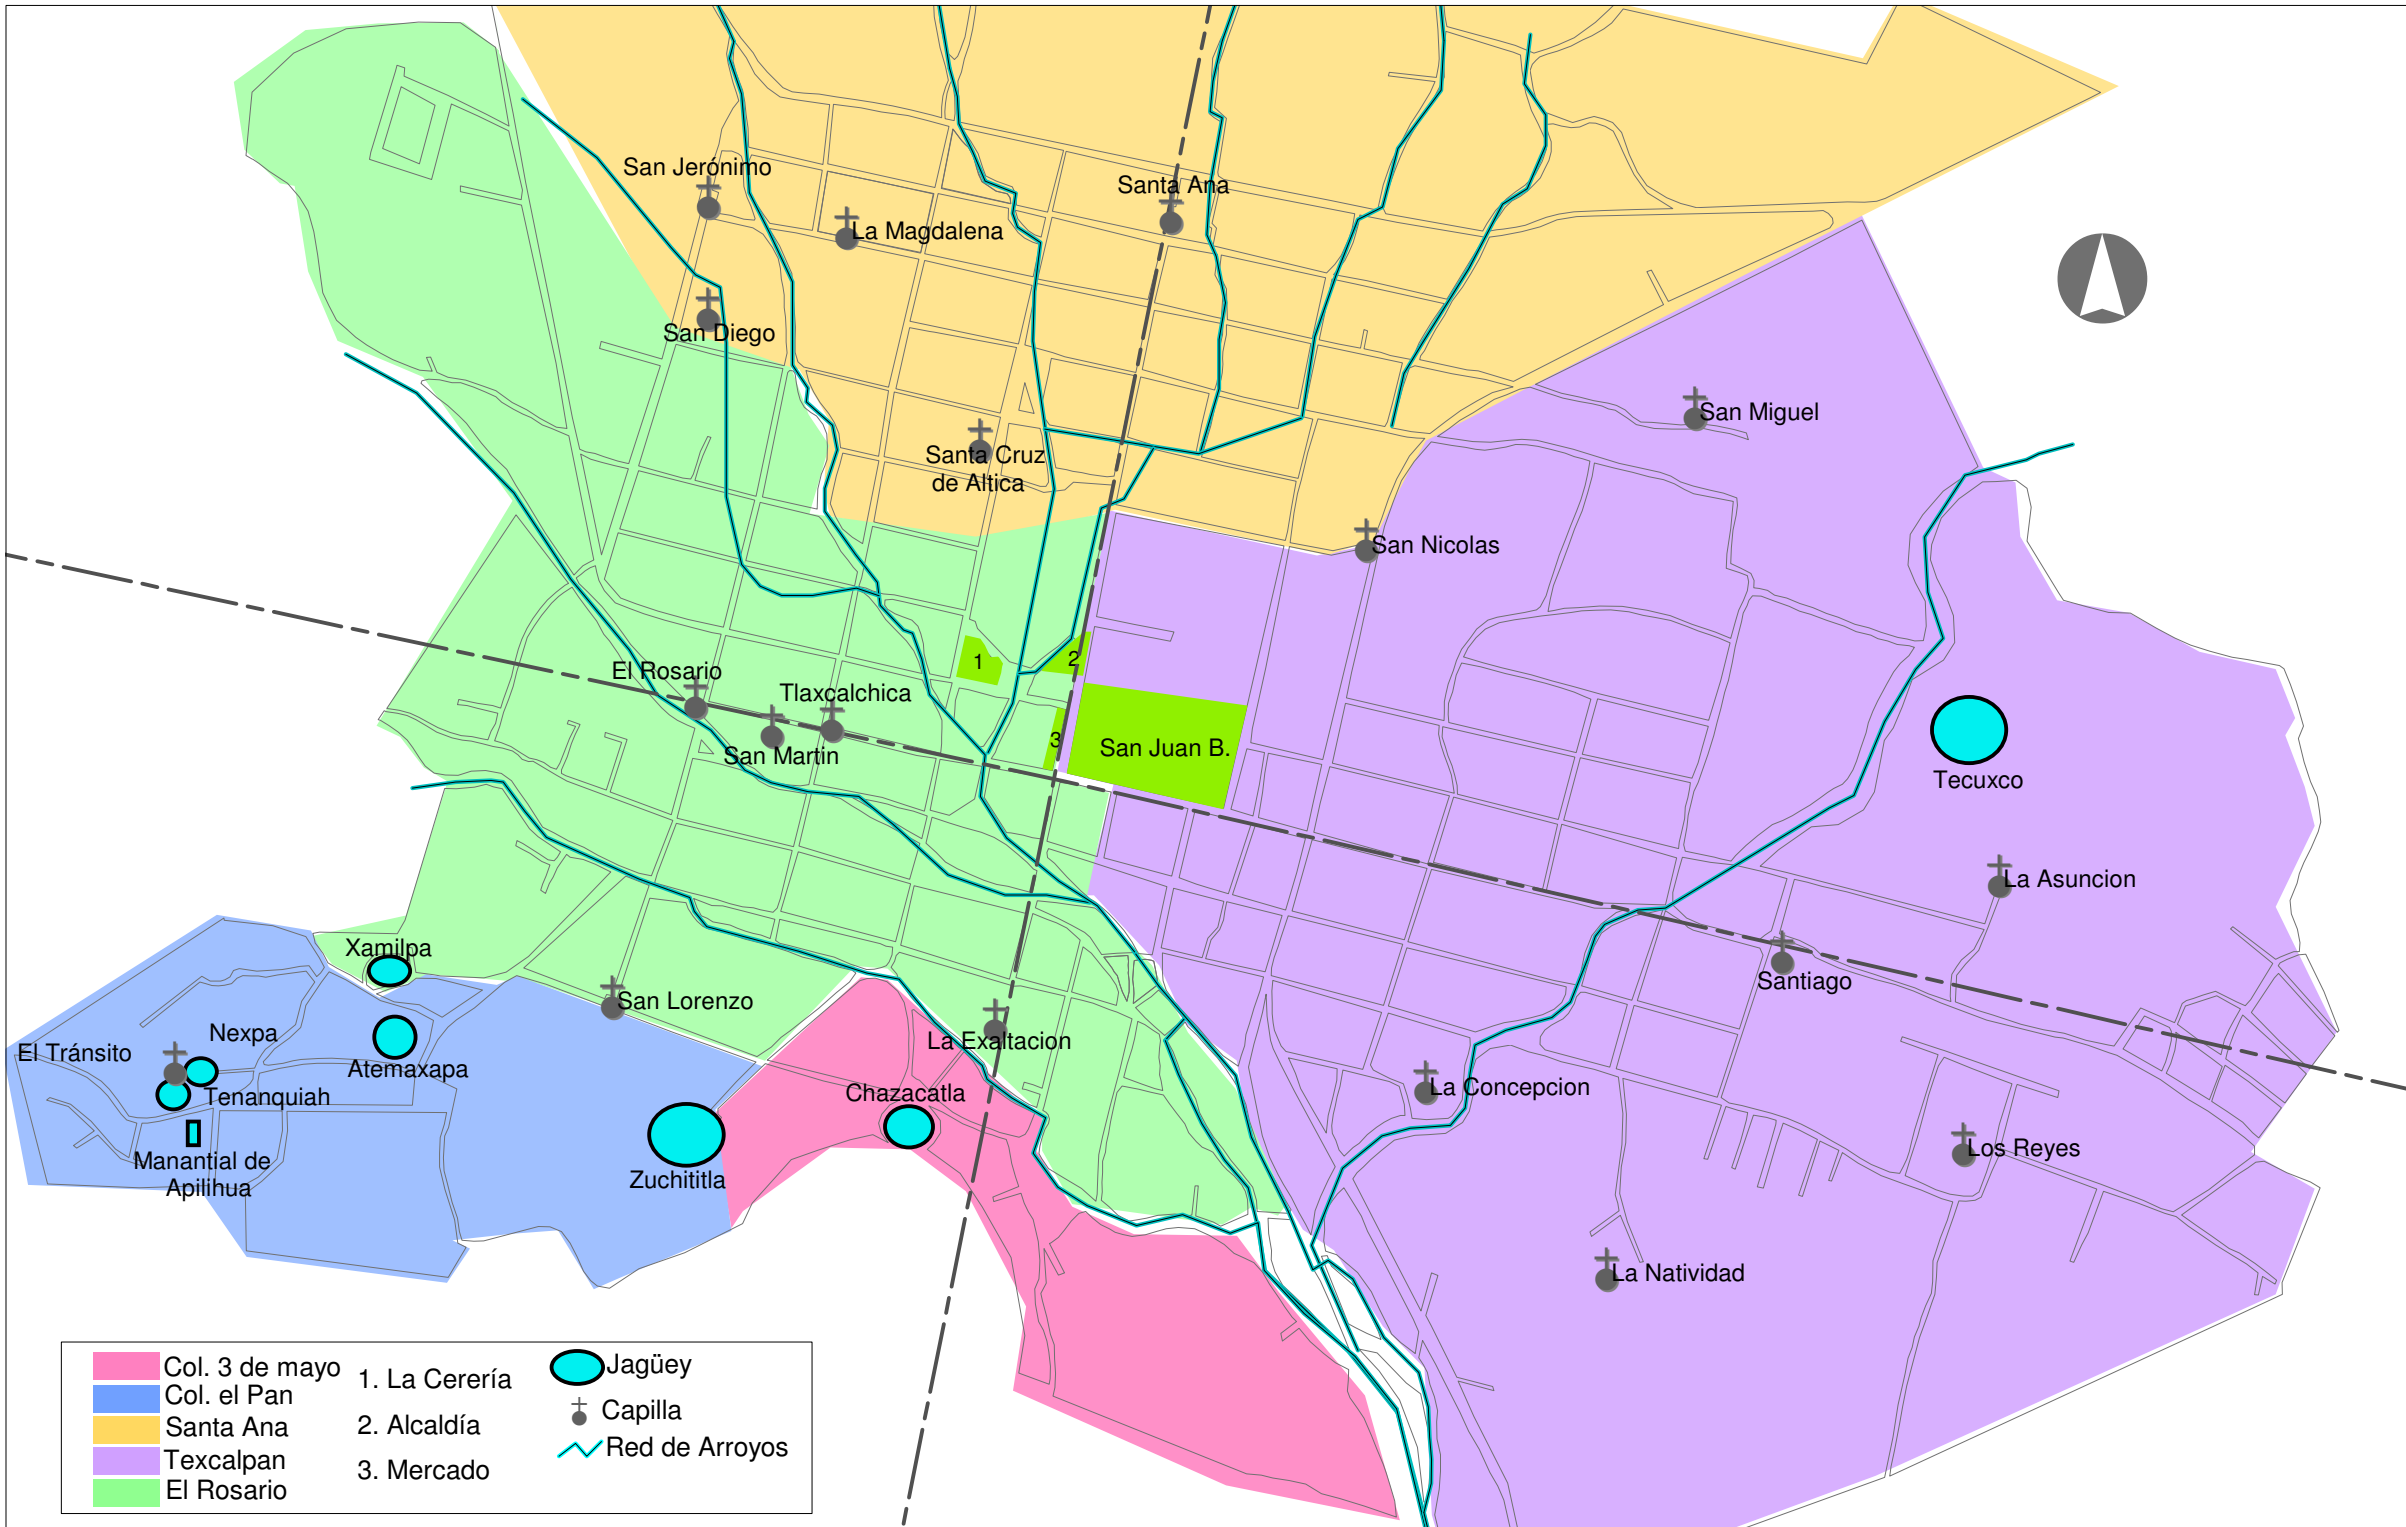 San Jerónimo
Santa Ana
La Magdalena
San Diego
San Miguel
Santa Cruz
de Altica
San Nicolas
1
2
El Rosario
Tlaxcalchica
San Martin
3
San Juan B.
Tecuxco
La Asuncion
Xamilpa
Santiago
San Lorenzo
Nexpa
El Tránsito
La Exaltacion
Atemaxapa
Tenanquiah
Chazacatla
La Concepcion
Los Reyes
Manantial de
Apilihua
Zuchititla
La Natividad
Col. 3 de mayo
Col. el Pan
Santa Ana
Texcalpan
El Rosario
1. La Cerería
2. Alcaldía
3. Mercado
Jagüey
Capilla
Red de Arroyos